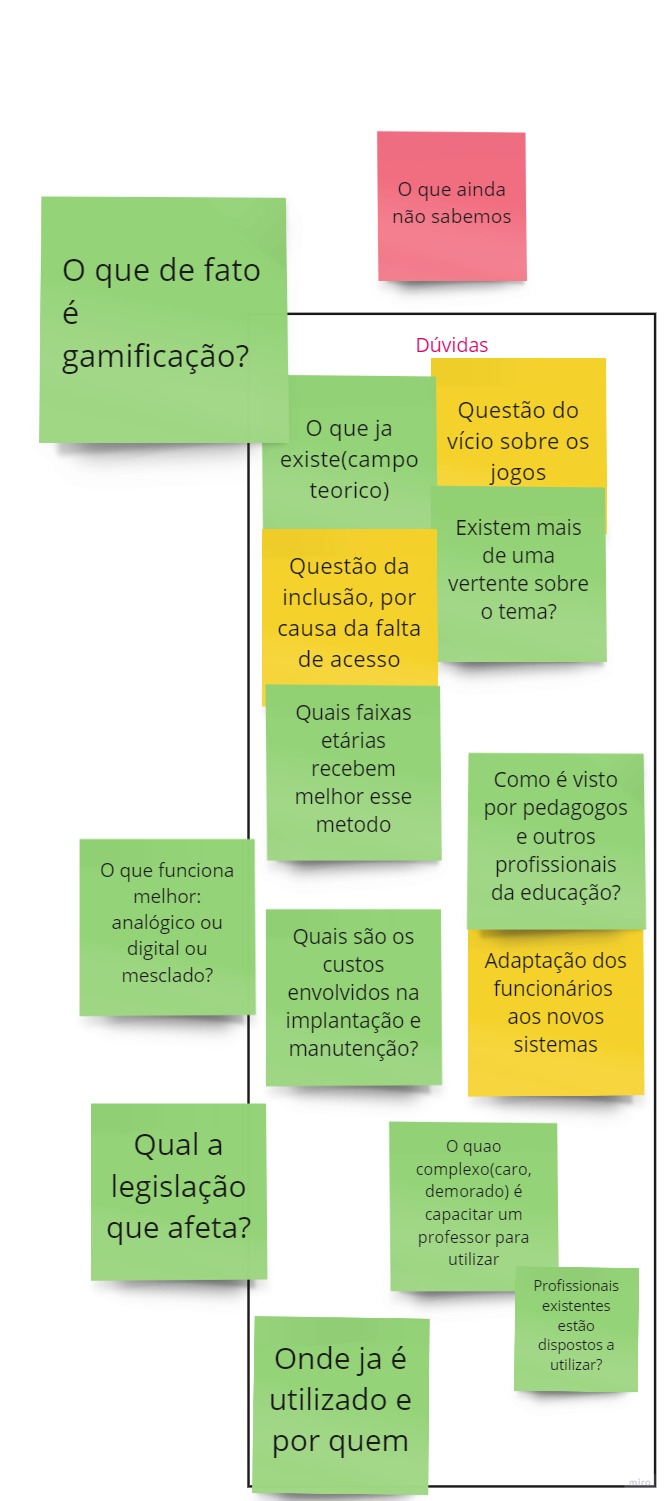 O que ainda
não sabemos
O que de fato
é
gamificação?
Dúvidas
O que ja
existe(campo
teorico)
Questão do
vício sobre os
jogos
Existem mais
de uma
vertente sobre
o tema?
Questão da
inclusão, por
causa da falta
de acesso
Quais faixas
etárias
recebem
melhor esse
metodo
Como é visto
por pedagogos
e outros
profissionais
da educação?
O que funciona
melhor:
analógico ou
digital ou
mesclado?
Quais são os
custos
envolvidos na
implantação e
manutenção?
Adaptação dos
funcionários
aos novos
sistemas
Qual a
legislação
que afeta?
O quao
complexo(caro,
demorado) é
capacitar um
professor para
utilizar
Profissionais
existentes
estão
dispostos a
utilizar?
Onde ja é
utilizado e
por quem
miro